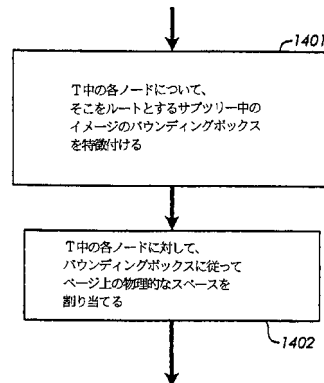 1401
T中の各ノードについて、
そこをルートとするサブツリー中の
イメージのバウンディングボックス
を特徴付ける
T中の各ノードに対して、
バウンディングボックスに従って
ページ上の物理的なスペースを
割り当てる
1402